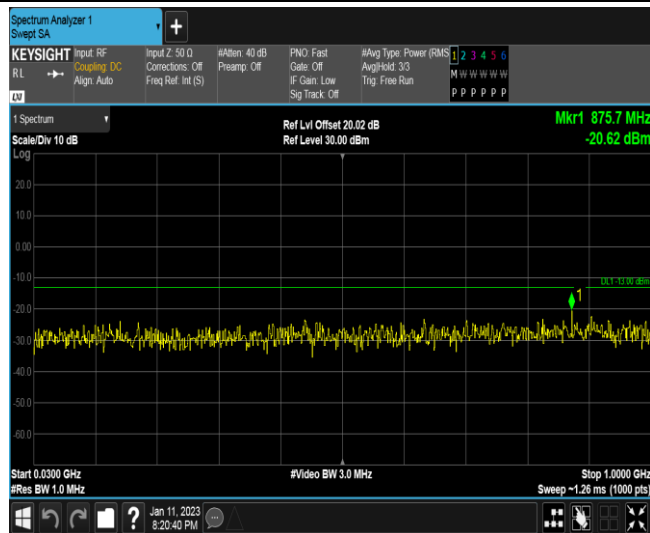 Spectrum Analyzer 1
Swept SA
+
KEYSIGHT
RL
Input: RF
Coupling: DC
Align: Auto
Input Z: 50 Ω
Corrections: Off
Freq Ref: Int (S)
#Atten: 40 dB
Preamp: Off
PNO: Fast
Gate: Off
IF Gain: Low
Sig Track: Off
#Avg Type: Power (RMS
Avg|Hold: 3/3
Trig: Free Run
1 2 3 4 5 6
M W W W W W
P P P P P P
1 Spectrum
Scale/Div 10 dB
Log
Ref Lvl Offset 20.02 dB
Ref Level 30.00 dBm
Mkr1 875.7 MHz
-20.62 dBm
20.0
10.0
0.00
-10.0
DL1 -13.00 dBm
1
-20.0
-30.0
-40.0
-50.0
-60.0
Start 0.0300 GHz
#Res BW 1.0 MHz
#Video BW 3.0 MHz
Stop 1.0000 GHz
Sweep ~1.26 ms (1000 pts)
?
Jan 11, 2023
8:20:40 PM